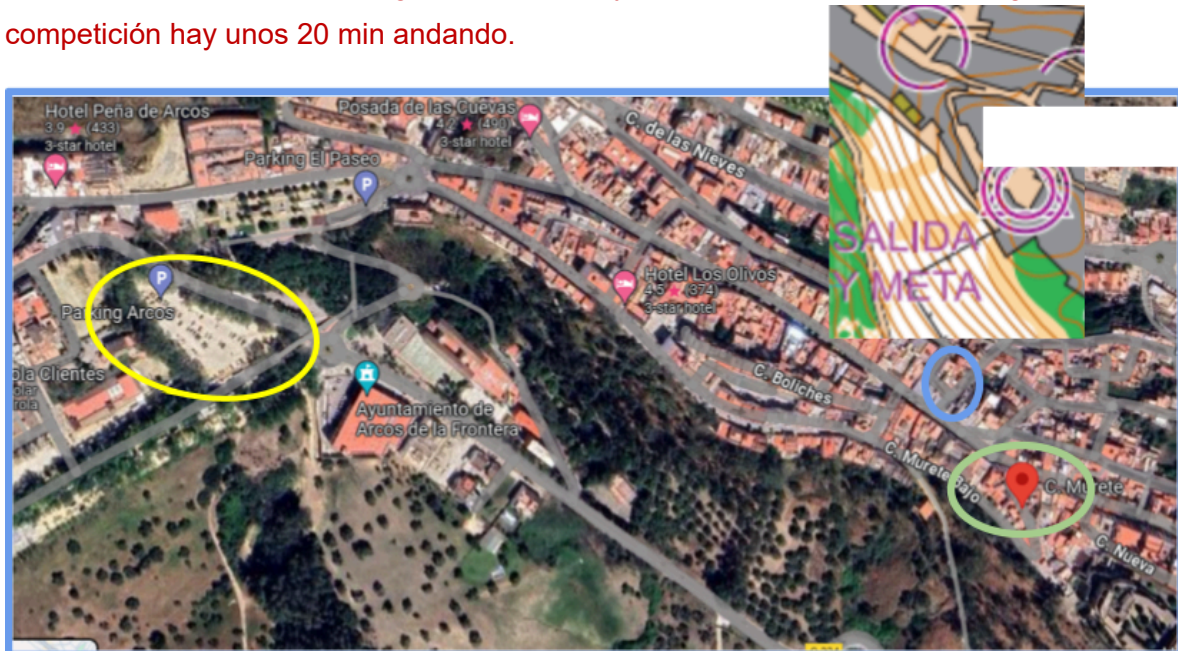 competición hay unos 20 min andando.
Hotel Peña de Arcos
3.9 ★ (433)
3-star hotel
Posada de las Cuevas
(490)
3-star hotel
C. de las Nieves
Parking El Paseo
P
P
Parking Arcos
Hotel Los Olivos
4.5 ★ (374)
3-star hotel
SALIDA
Y META
Clientes
C. Boliches
Ayuntamiento de
Arcos de la Frontera
C. Murete Bajo
C. Murete
C. Nueva